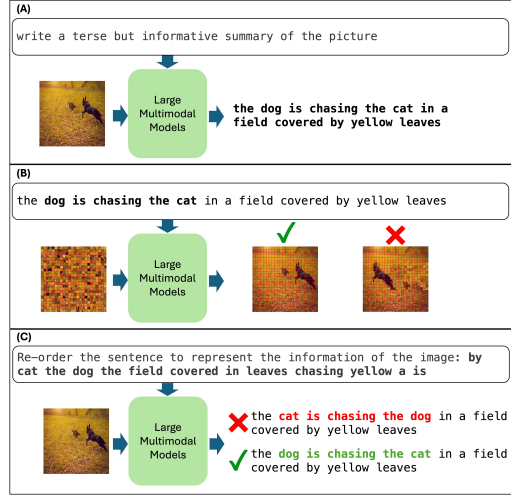 (A)
write a terse but informative summary of the picture
Large
Multimodal
Models
the dog is chasing the cat in a
field covered by yellow leaves
(B)
the dog is chasing the cat in a field covered by yellow leaves
Large
Multimodal
Models
(C)
Re-order the sentence to represent the information of the image: by
cat the dog the field covered in leaves chasing yellow a is
Large
Multimodal
Models
the cat is chasing the dog in a field
covered by yellow leaves
the dog is chasing the cat in a field
covered by yellow leaves